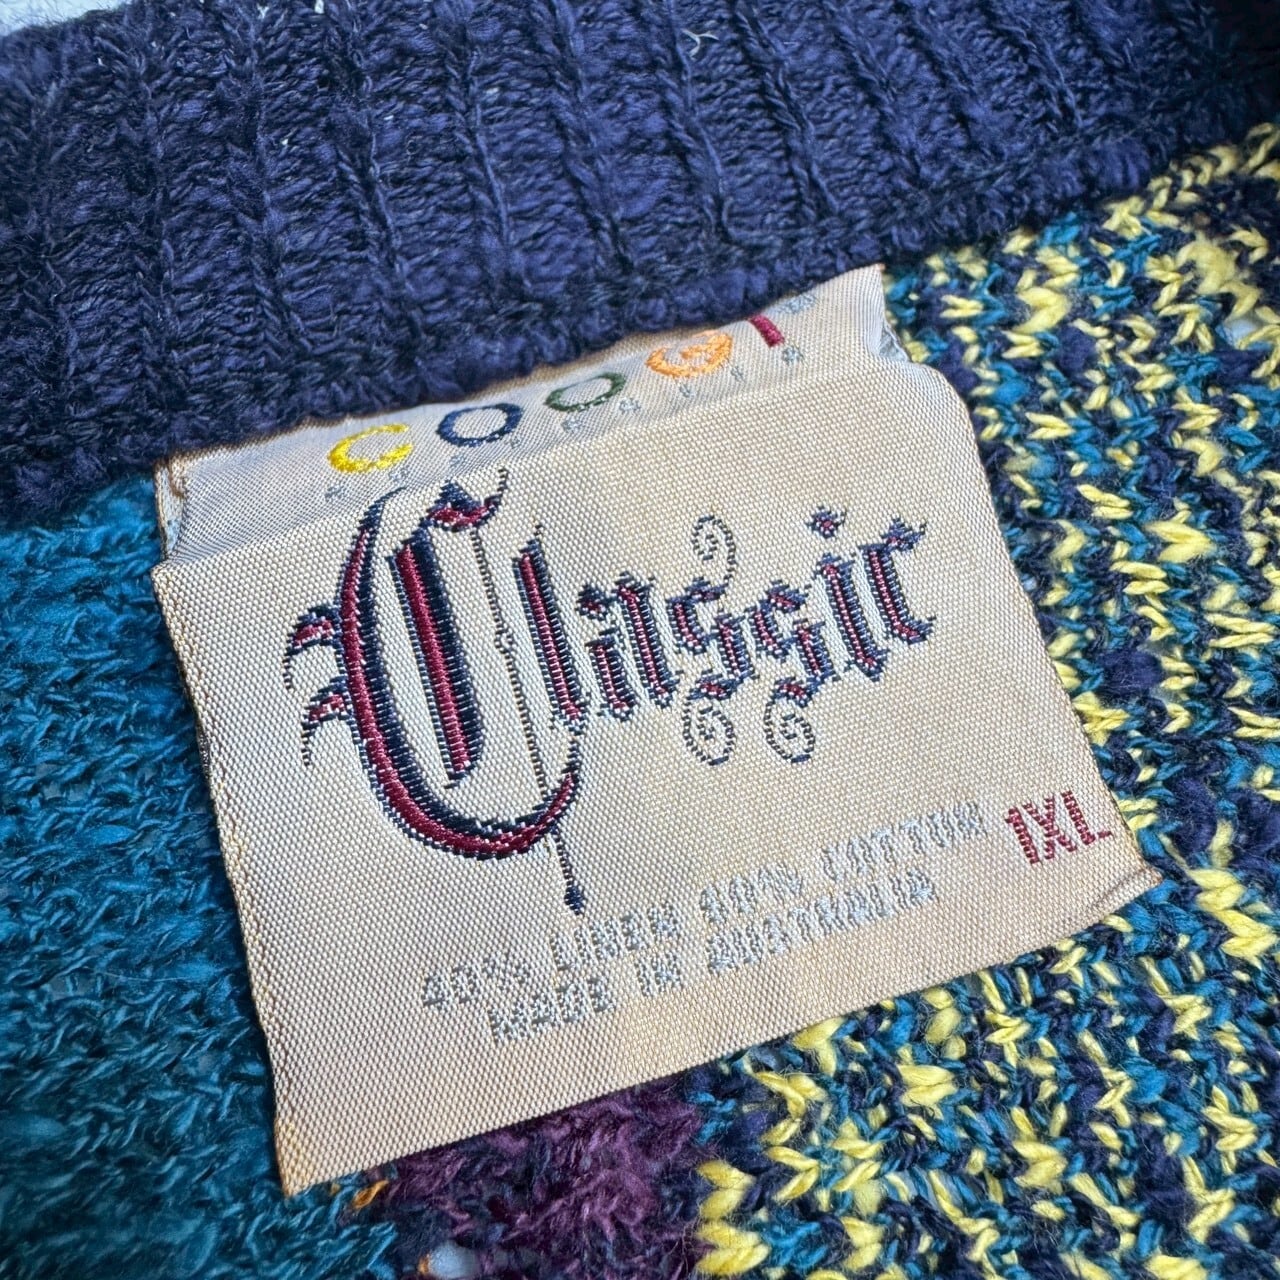 COOGI
Classic
40% LINEN 60% COTTON 1XL
MADE IN AUSTRALIA